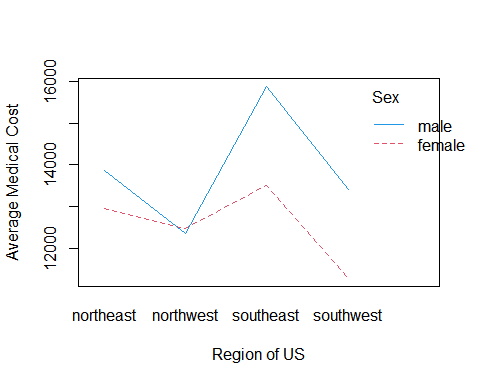 16000
14000
12000
Average Medical Cost
Sex
male
female
northeast northwest southeast southwest
Region of US